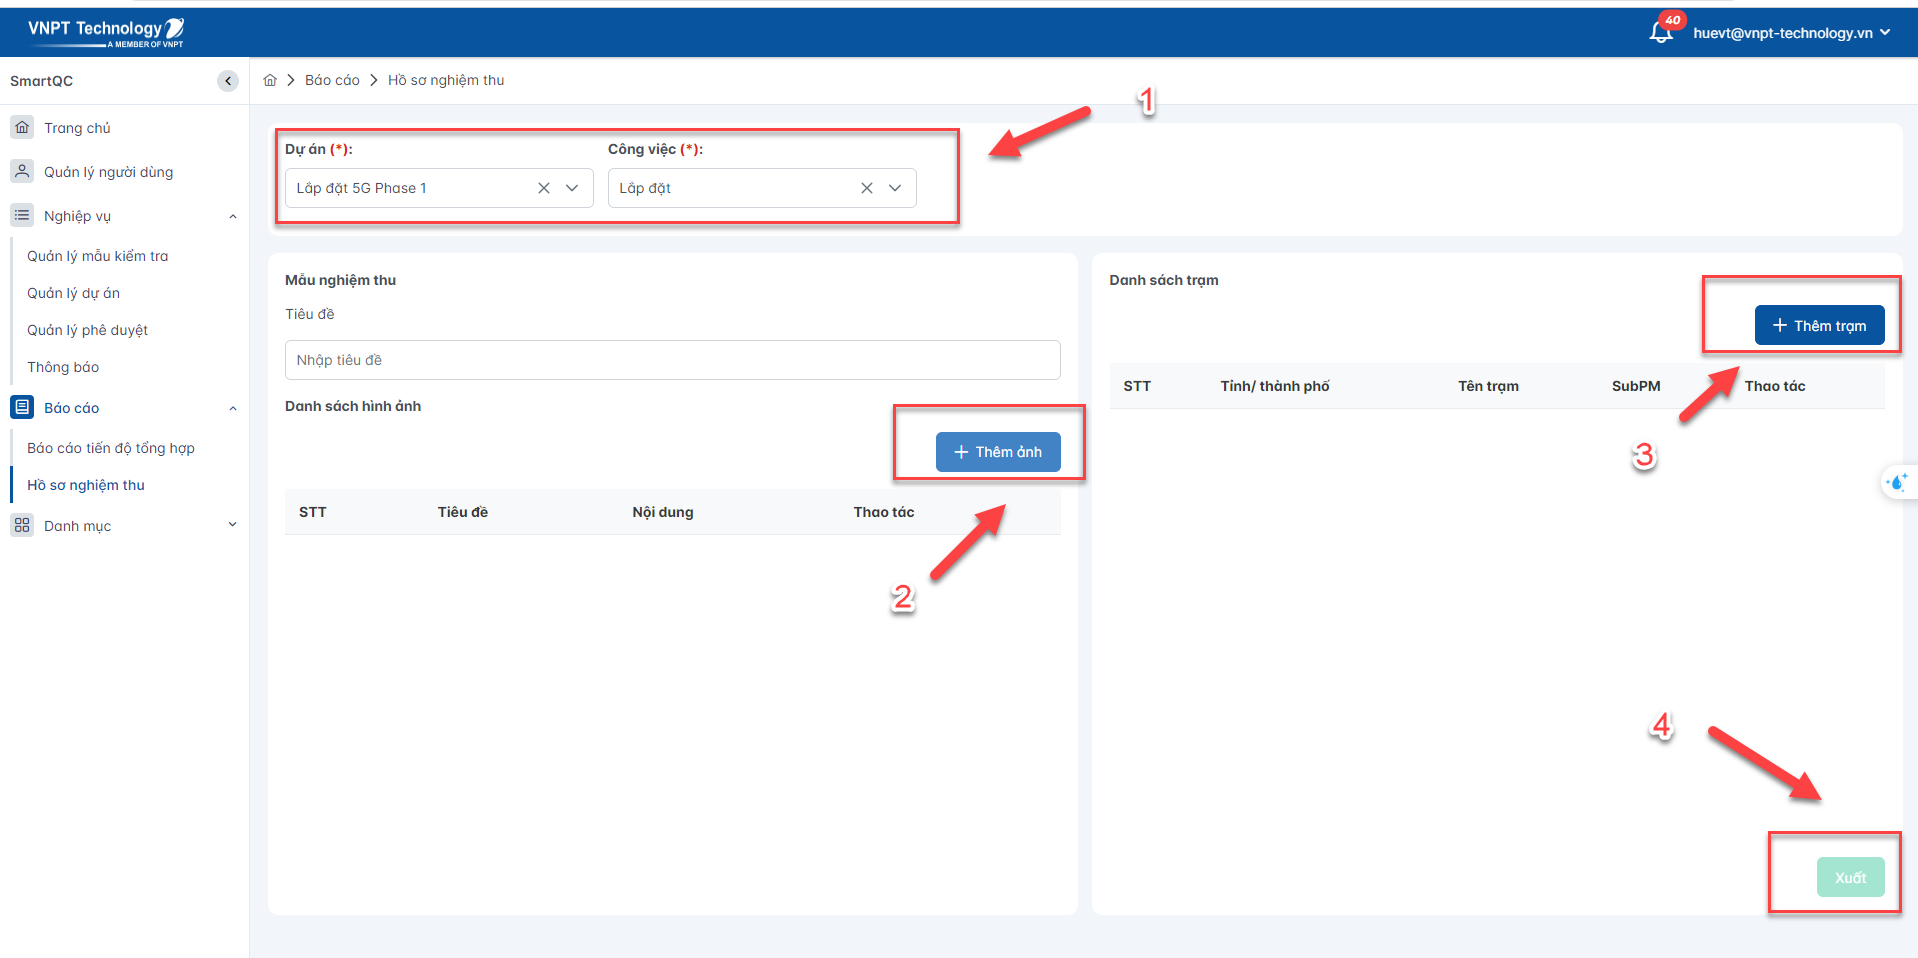 VNPT Technology
A MEMBER OF VNPT
40
huevt@vnpt-technology.vn
SmartQC
Báo cáo
Hồ sơ nghiệm thu
Trang chủ
Quản lý người dùng
Nghiệp vụ
Quản lý mẫu kiểm tra
Quản lý dự án
Quản lý phê duyệt
Thông báo
Báo cáo
Báo cáo tiến độ tổng hợp
Hồ sơ nghiệm thu
Danh mục
1
Dự án (*): Công việc (*):
Lắp đặt 5G Phase 1 Lắp đặt
Mẫu nghiệm thu
Tiêu đề
Nhập tiêu đề
Danh sách hình ảnh
Thêm ảnh
STT Tiêu đề Nội dung Thao tác
2
Danh sách trạm
Thêm trạm
STT Tỉnh/ thành phố Tên trạm SubPM Thao tác
3
4
Xuất